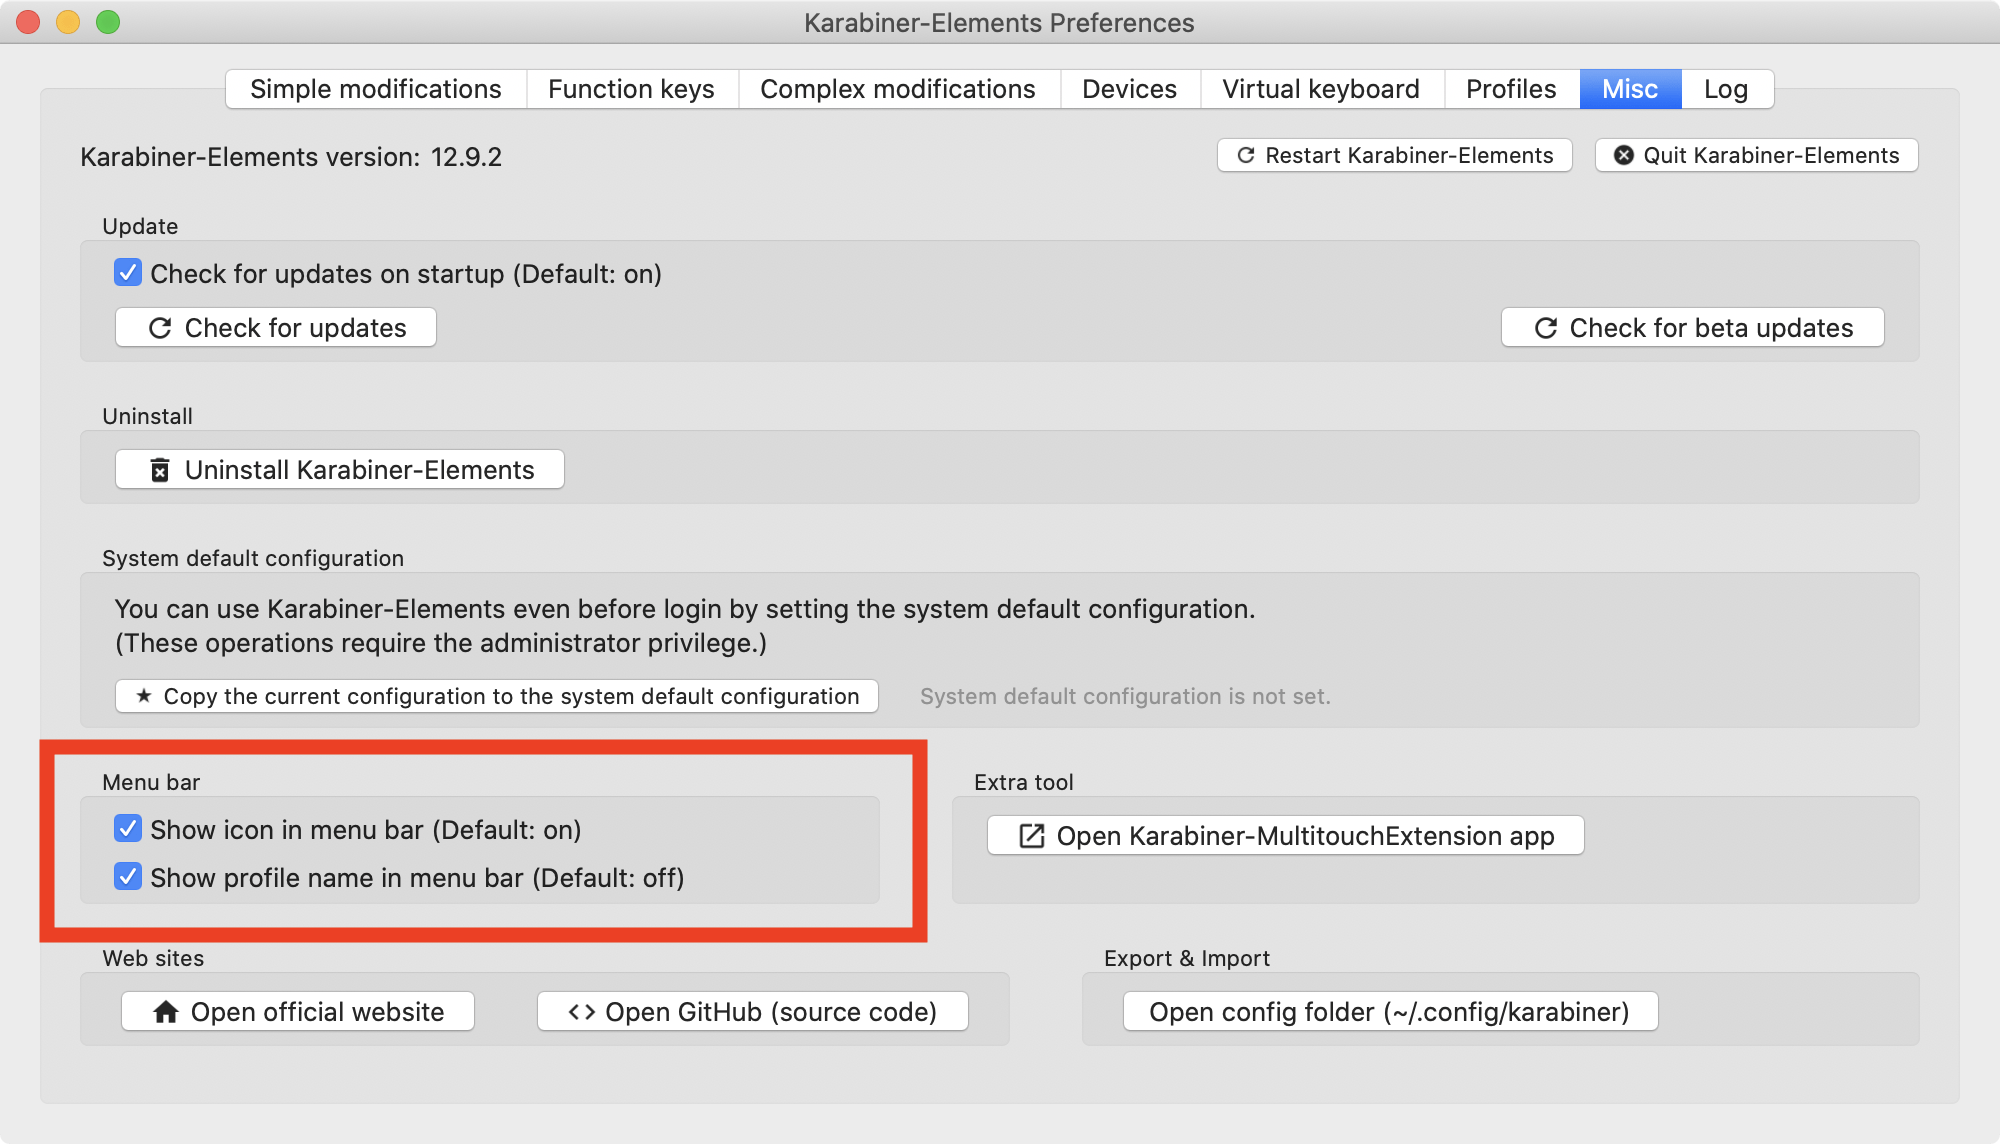 Karabiner-Elements Preferences
Simple modifications Function keys Complex modifications Devices Virtual keyboard Profiles Misc Log
Karabiner-Elements version: 12.9.2 Restart Karabiner-Elements Quit Karabiner-Elements
Update
Check for updates on startup (Default: on)
Check for updates Check for beta updates
Uninstall
Uninstall Karabiner-Elements
System default configuration
You can use Karabiner-Elements even before login by setting the system default configuration.
(These operations require the administrator privilege.)
Copy the current configuration to the system default configuration System default configuration is not set.
Menu bar
Show icon in menu bar (Default: on)
Show profile name in menu bar (Default: off)
Extra tool
Open Karabiner-MultitouchExtension app
Web sites
Open official website Open GitHub (source code)
Export & Import
Open config folder (~/.config/karabiner)